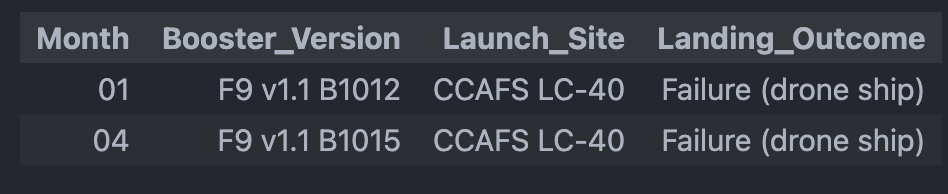 Month Booster_Version Launch_Site Landing_Outcome
01 F9 v1.1 B1012 CCAFS LC-40 Failure (drone ship)
04 F9 v1.1 B1015 CCAFS LC-40 Failure (drone ship)